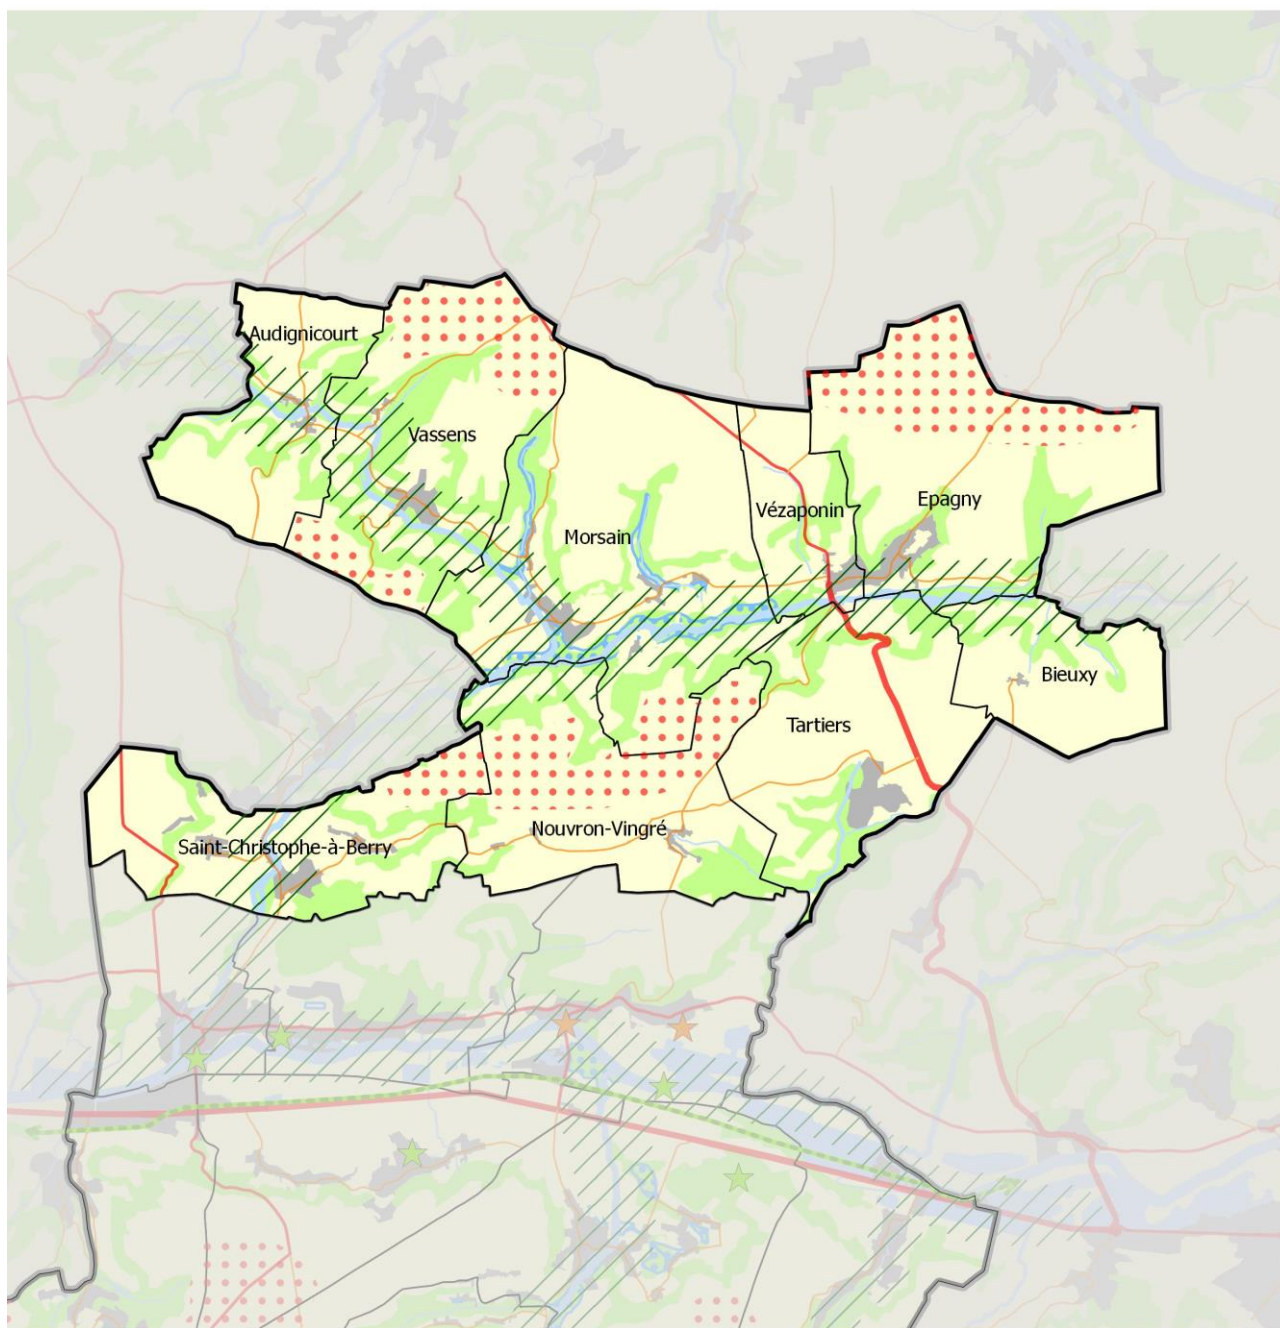 Audignicourt
Vassens
Epagny
Vézaponin
Morsain
Bieuxy
Tartiers
Nouvron-Vingré
Saint-Christophe-à-Berry